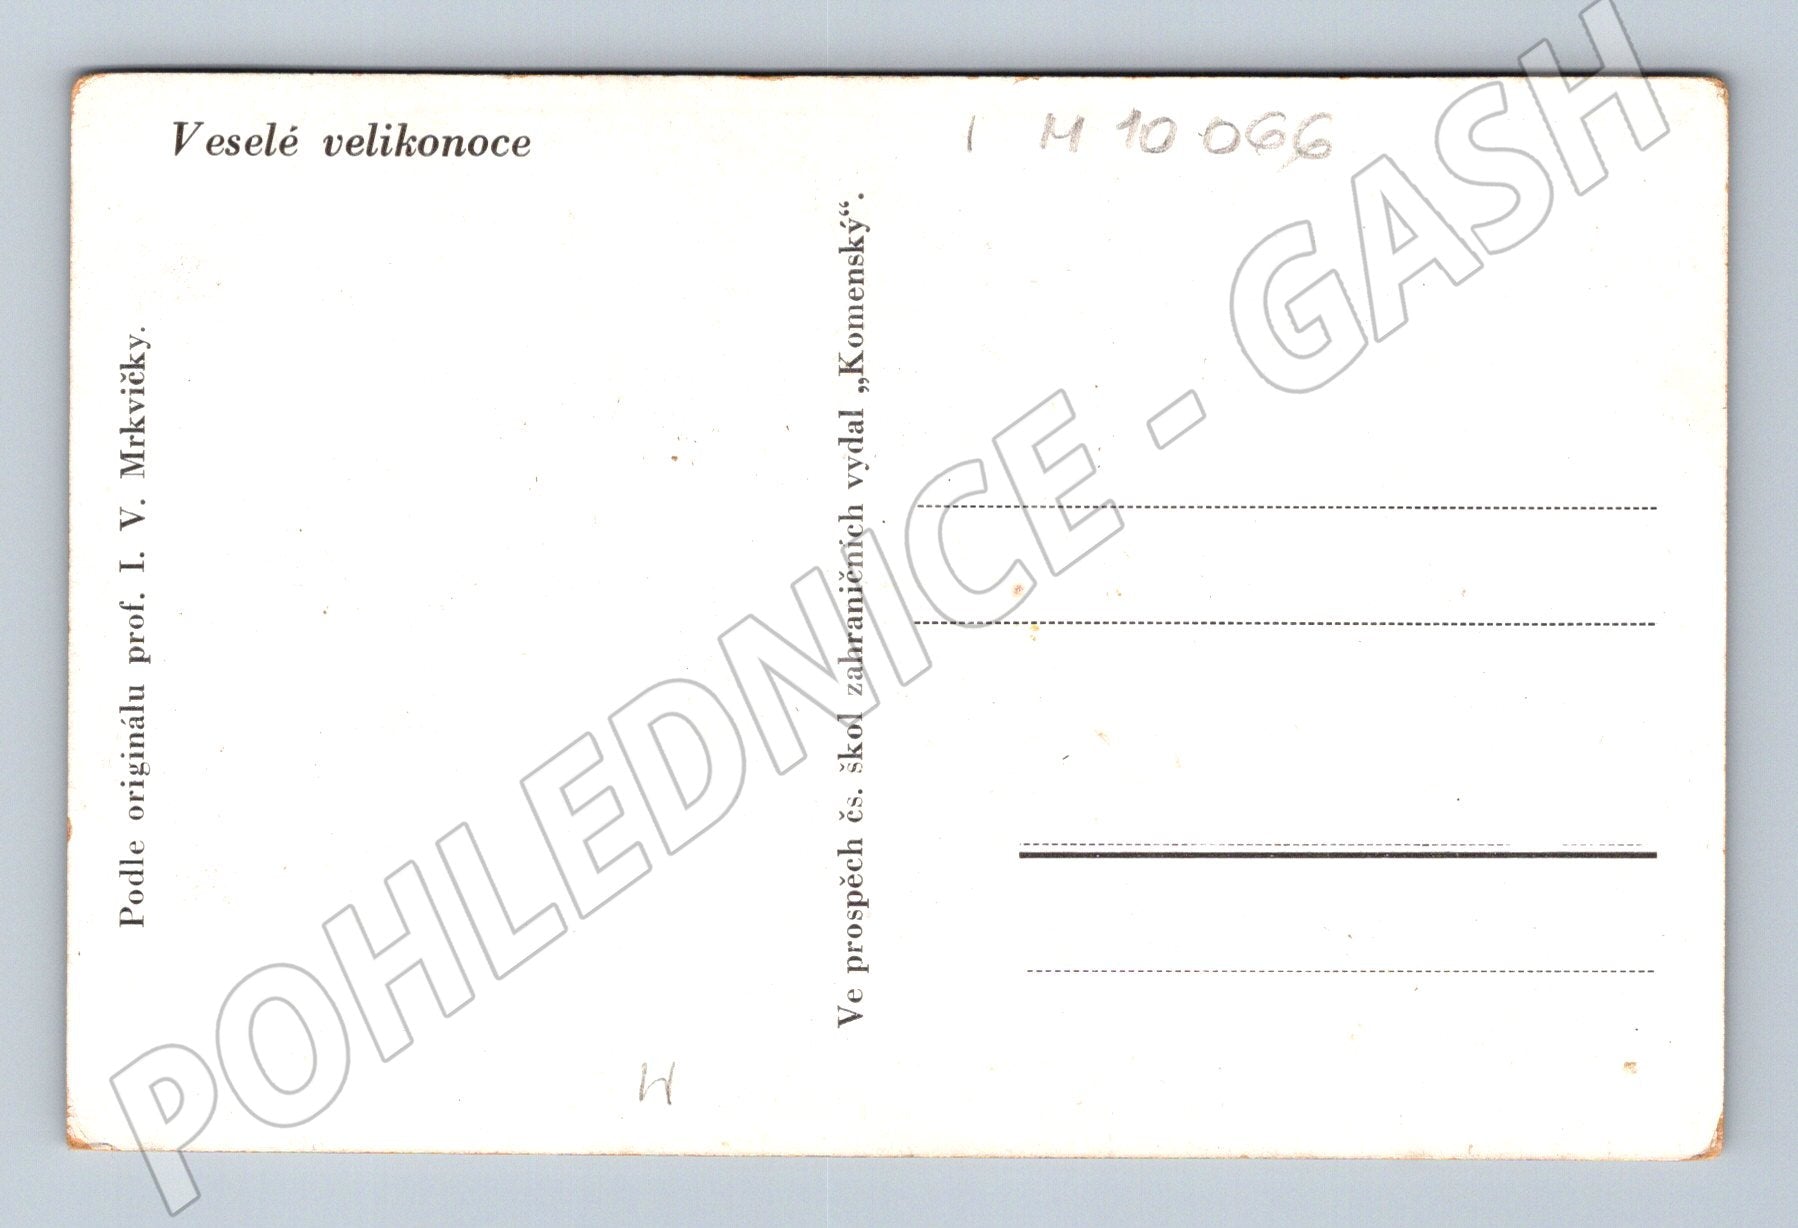 Veselé velikonoce
I M 10 066
Podle originálu prof. I. V. Mrkvičky.
Ve prospěch čs. škol zahraničních vydal „Komenský“.
POHLEDNICE - GASH